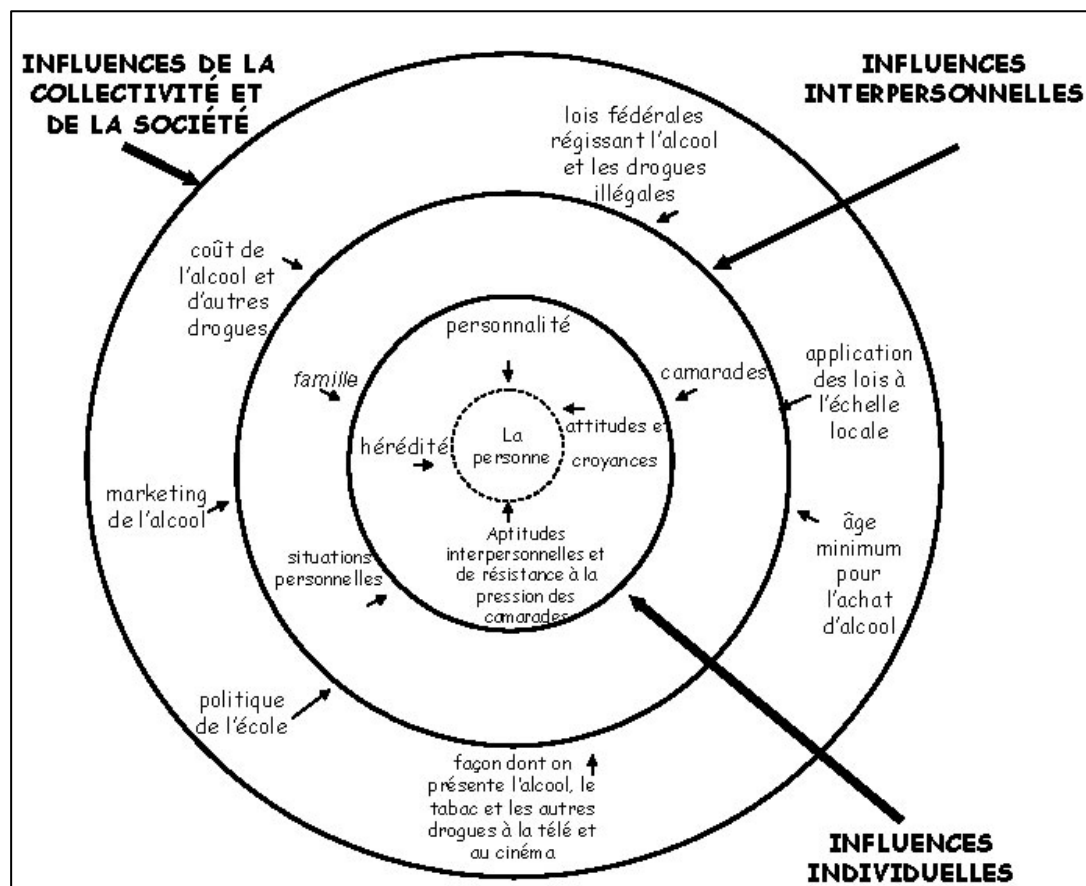 INFLUENCES DE LA
COLLECTIVITÉ ET
DE LA SOCIÉTÉ
INFLUENCES
INTERPERSONNELLES
lois fédérales
régissant l'alcool
et les drogues
illégales
coût de
l'alcool et
d'autres
drogues
personnalité
famille
camarades
application
des lois à
l'échelle
locale
hérédité
La
personne
attitudes et
croyances
marketing
de l'alcool
situations
personnelles
Aptitudes
interpersonnelles et
de résistance à la
pression des
camarades
âge
minimum
pour
l'achat
d'alcool
politique
de l'école
façon dont on
présente l'alcool, le
tabac et les autres
drogues à la télé et
au cinéma
INFLUENCES
INDIVIDUELLES